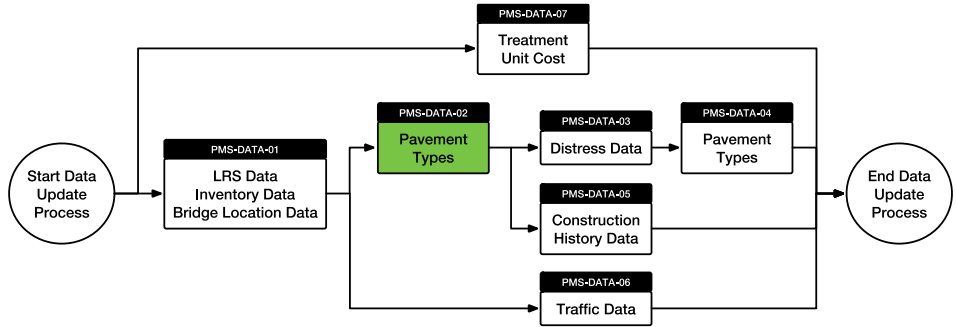 PMS-DATA-07
Treatment
Unit Cost
PMS-DATA-02
Pavement
Types
PMS-DATA-03
Distress Data
PMS-DATA-04
Pavement
Types
PMS-DATA-01
LRS Data
Inventory Data
Bridge Location Data
Start Data
Update
Process
End Data
Update
Process
PMS-DATA-05
Construction
History Data
PMS-DATA-06
Traffic Data